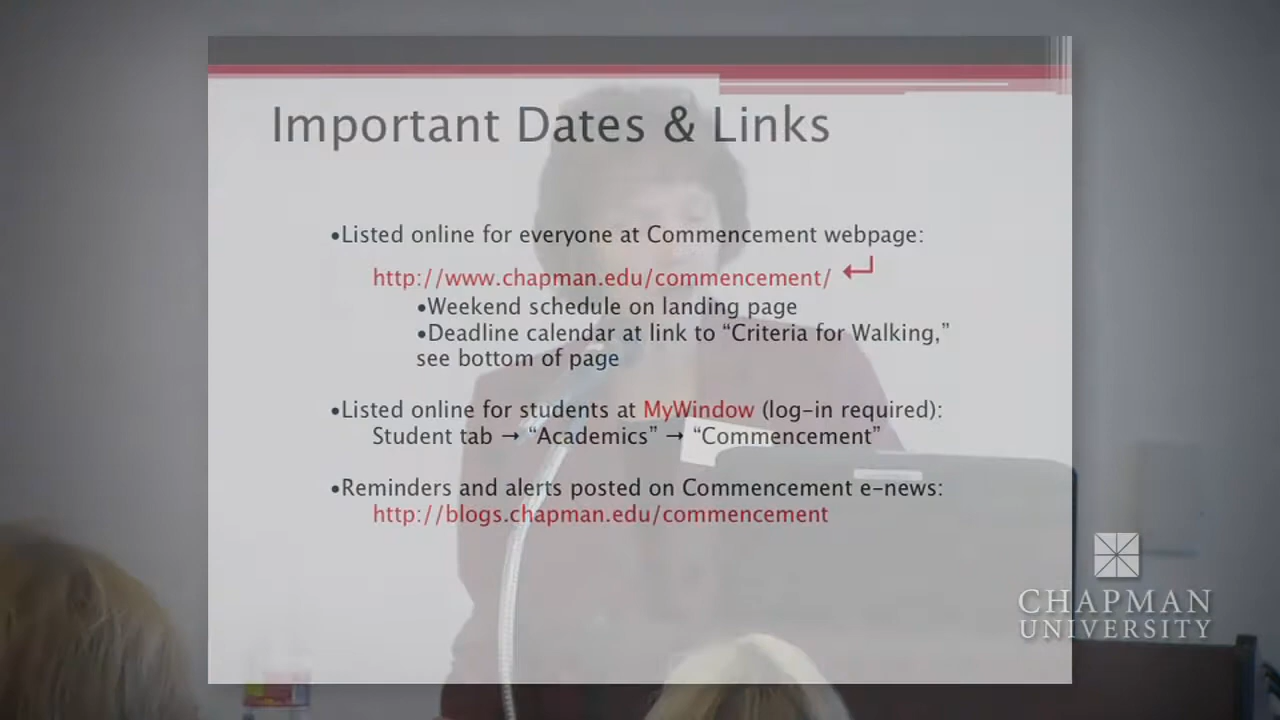 Important Dates & Links
•Listed online for everyone at Commencement webpage:
http://www.chapman.edu/commencement/
•Weekend schedule on landing page
•Deadline calendar at link to “Criteria for Walking,”
see bottom of page
•Listed online for students at MyWindow (log-in required):
Student tab → “Academics” → “Commencement”
•Reminders and alerts posted on Commencement e-news:
http://blogs.chapman.edu/commencement
CHAPMAN
UNIVERSITY